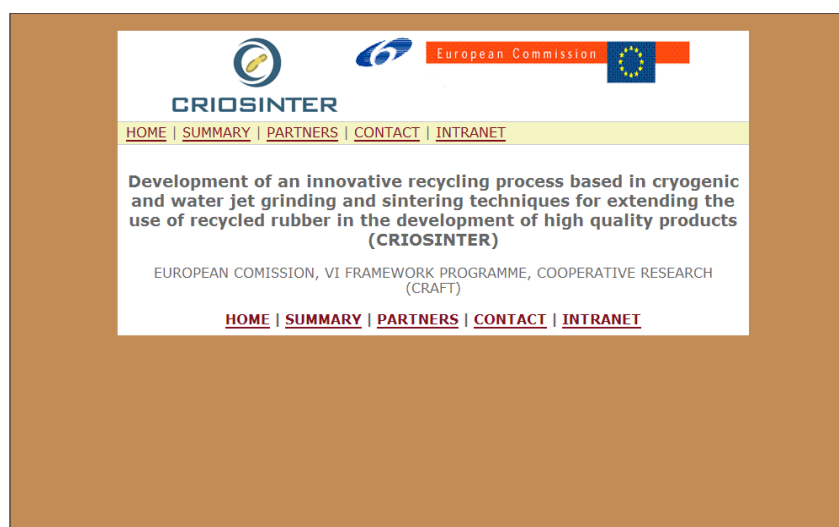 CRIOSINTER
6
European Commission
HOME | SUMMARY | PARTNERS | CONTACT | INTRANET
Development of an innovative recycling process based in cryogenic
and water jet grinding and sintering techniques for extending the
use of recycled rubber in the development of high quality products
(CRIOSINTER)
EUROPEAN COMISSION, VI FRAMEWORK PROGRAMME, COOPERATIVE RESEARCH
(CRAFT)
HOME | SUMMARY | PARTNERS | CONTACT | INTRANET